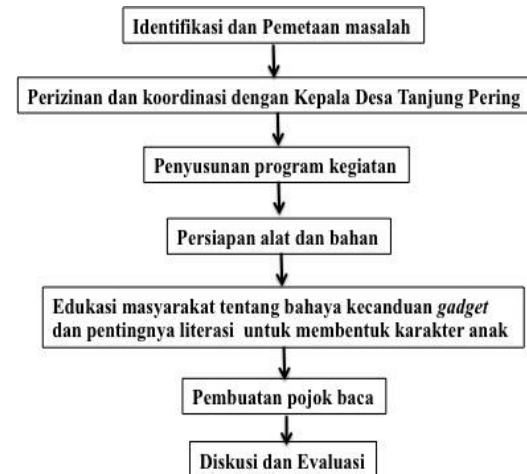 Identifikasi dan Pemetaan masalah
Perizinan dan koordinasi dengan Kepala Desa Tanjung Pering
Penyusunan program kegiatan
Persiapan alat dan bahan
Edukasi masyarakat tentang bahaya kecanduan gadget
dan pentingnya literasi untuk membentuk karakter anak
Pembuatan pojok baca
Diskusi dan Evaluasi